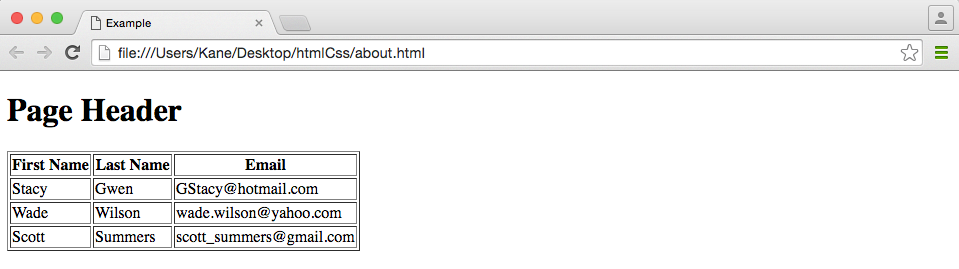 Example
file:///Users/Kane/Desktop/htmlCss/about.html
Page Header
First Name Last Name Email
Stacy Gwen GStacy@hotmail.com
Wade Wilson wade.wilson@yahoo.com
Scott Summers scott_summers@gmail.com